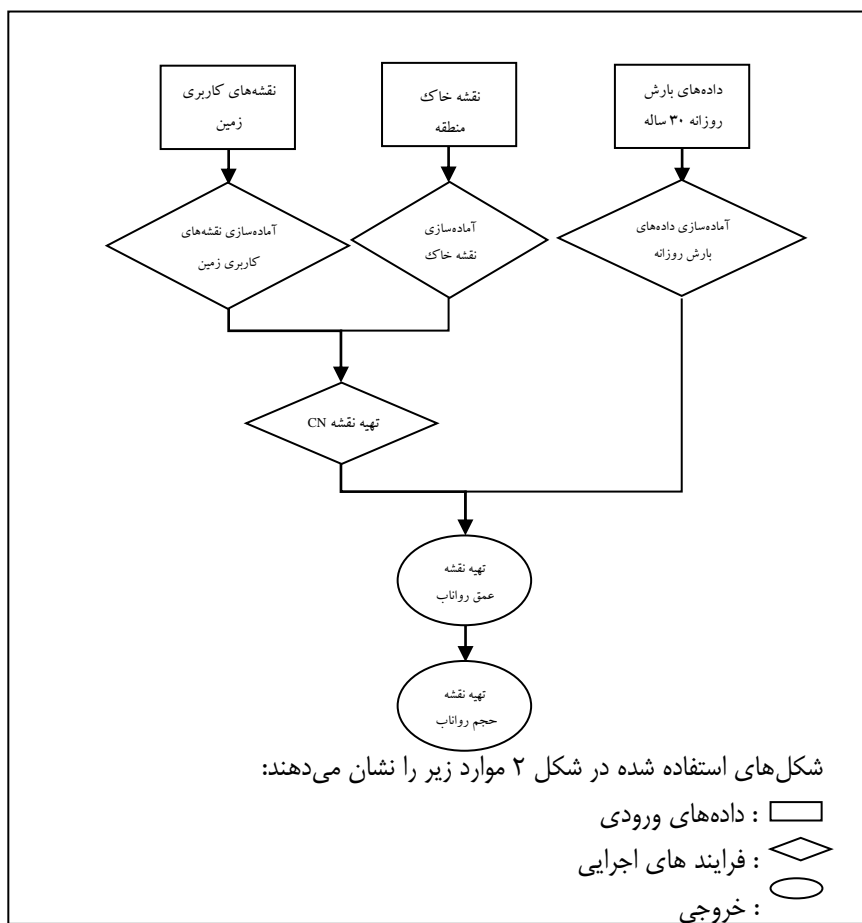 داده‌های بارش
روزانه ۳۰ ساله
نقشه خاک
منطقه
نقشه‌های کاربری
زمین
آماده‌سازی داده‌های
بارش روزانه
آماده‌سازی
نقشه خاک
آماده‌سازی نقشه‌های
کاربری زمین
تهیه نقشه CN
تهیه نقشه
عمق رواناب
تهیه نقشه
حجم رواناب
شکل‌های استفاده شده در شکل ۲ موارد زیر را نشان می‌دهند:
: داده‌های ورودی
: فرایند های اجرایی
: خروجی